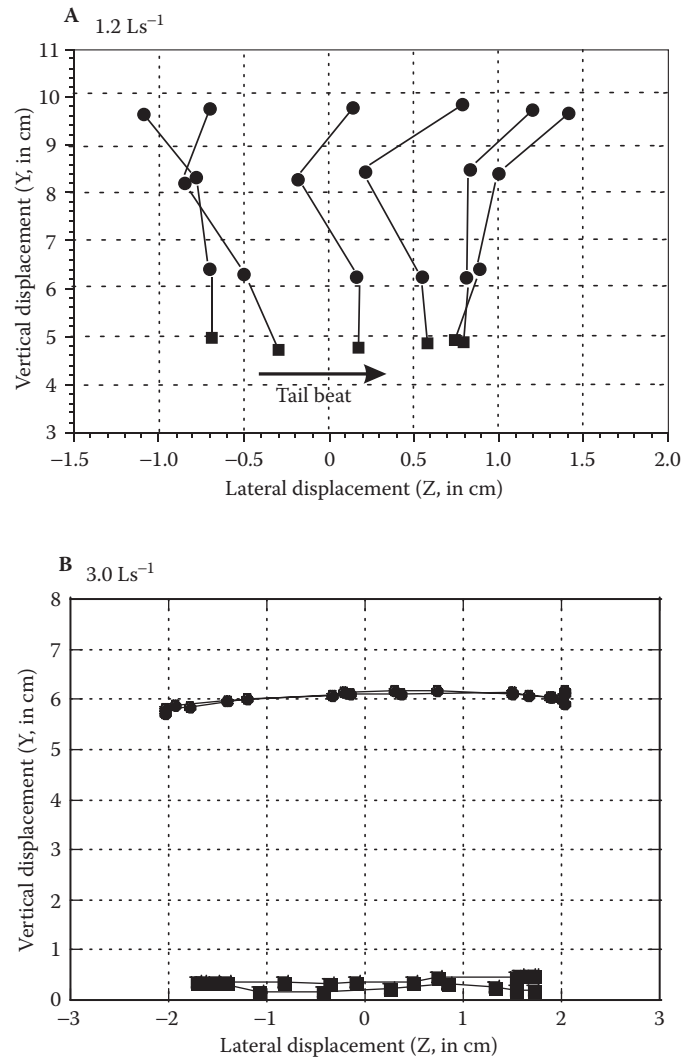 A 1.2 Ls⁻¹
11
10
9
8
7
6
5
4
3
Vertical displacement (Y, in cm)
Tail beat
−1.5 −1.0 −0.5 0 0.5 1.0 1.5 2.0
Lateral displacement (Z, in cm)
B 3.0 Ls⁻¹
8
7
6
5
4
3
2
1
0
Vertical displacement (Y, in cm)
−3 −2 −1 0 1 2 3
Lateral displacement (Z, in cm)